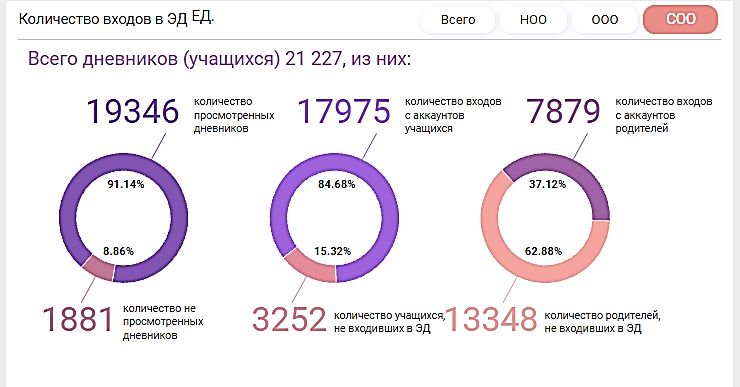 Количество входов в ЭД ЕД.
Всего НОО ООО СОО
Всего дневников (учащихся) 21 227, из них:
19346 количество
просмотренных
дневников
17975 количество входов
с аккаунтов
учащихся
7879 количество входов
с аккаунтов
родителей
91.14%
8.86%
84.68%
15.32%
37.12%
62.88%
1881 количество не
просмотренных
дневников
3252 количество учащихся,
не входивших в ЭД
13348 количество родителей,
не входивших в ЭД